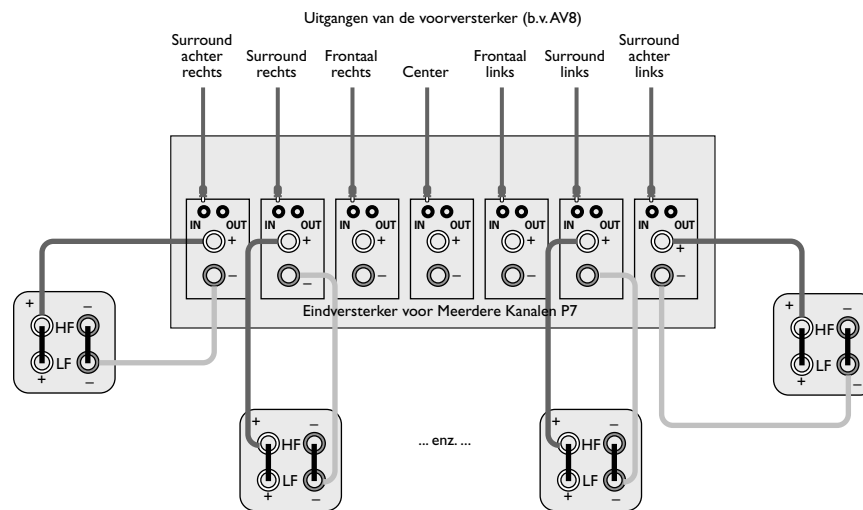 Uitgangen van de voorversterker (b.v. AV8)
Surround
achter
rechts
Surround
rechts
Frontaal
rechts
Center
Frontaal
links
Surround
links
Surround
achter
links
IN OUT
IN OUT
IN OUT
IN OUT
IN OUT
IN OUT
IN OUT
+ + + + + + +
– – – – – – –
Eindversterker voor Meerdere Kanalen P7
+ –
HF
LF
+ –
+ –
HF
LF
+ –
... enz. ...
+ –
HF
LF
+ –
+ –
HF
LF
+ –